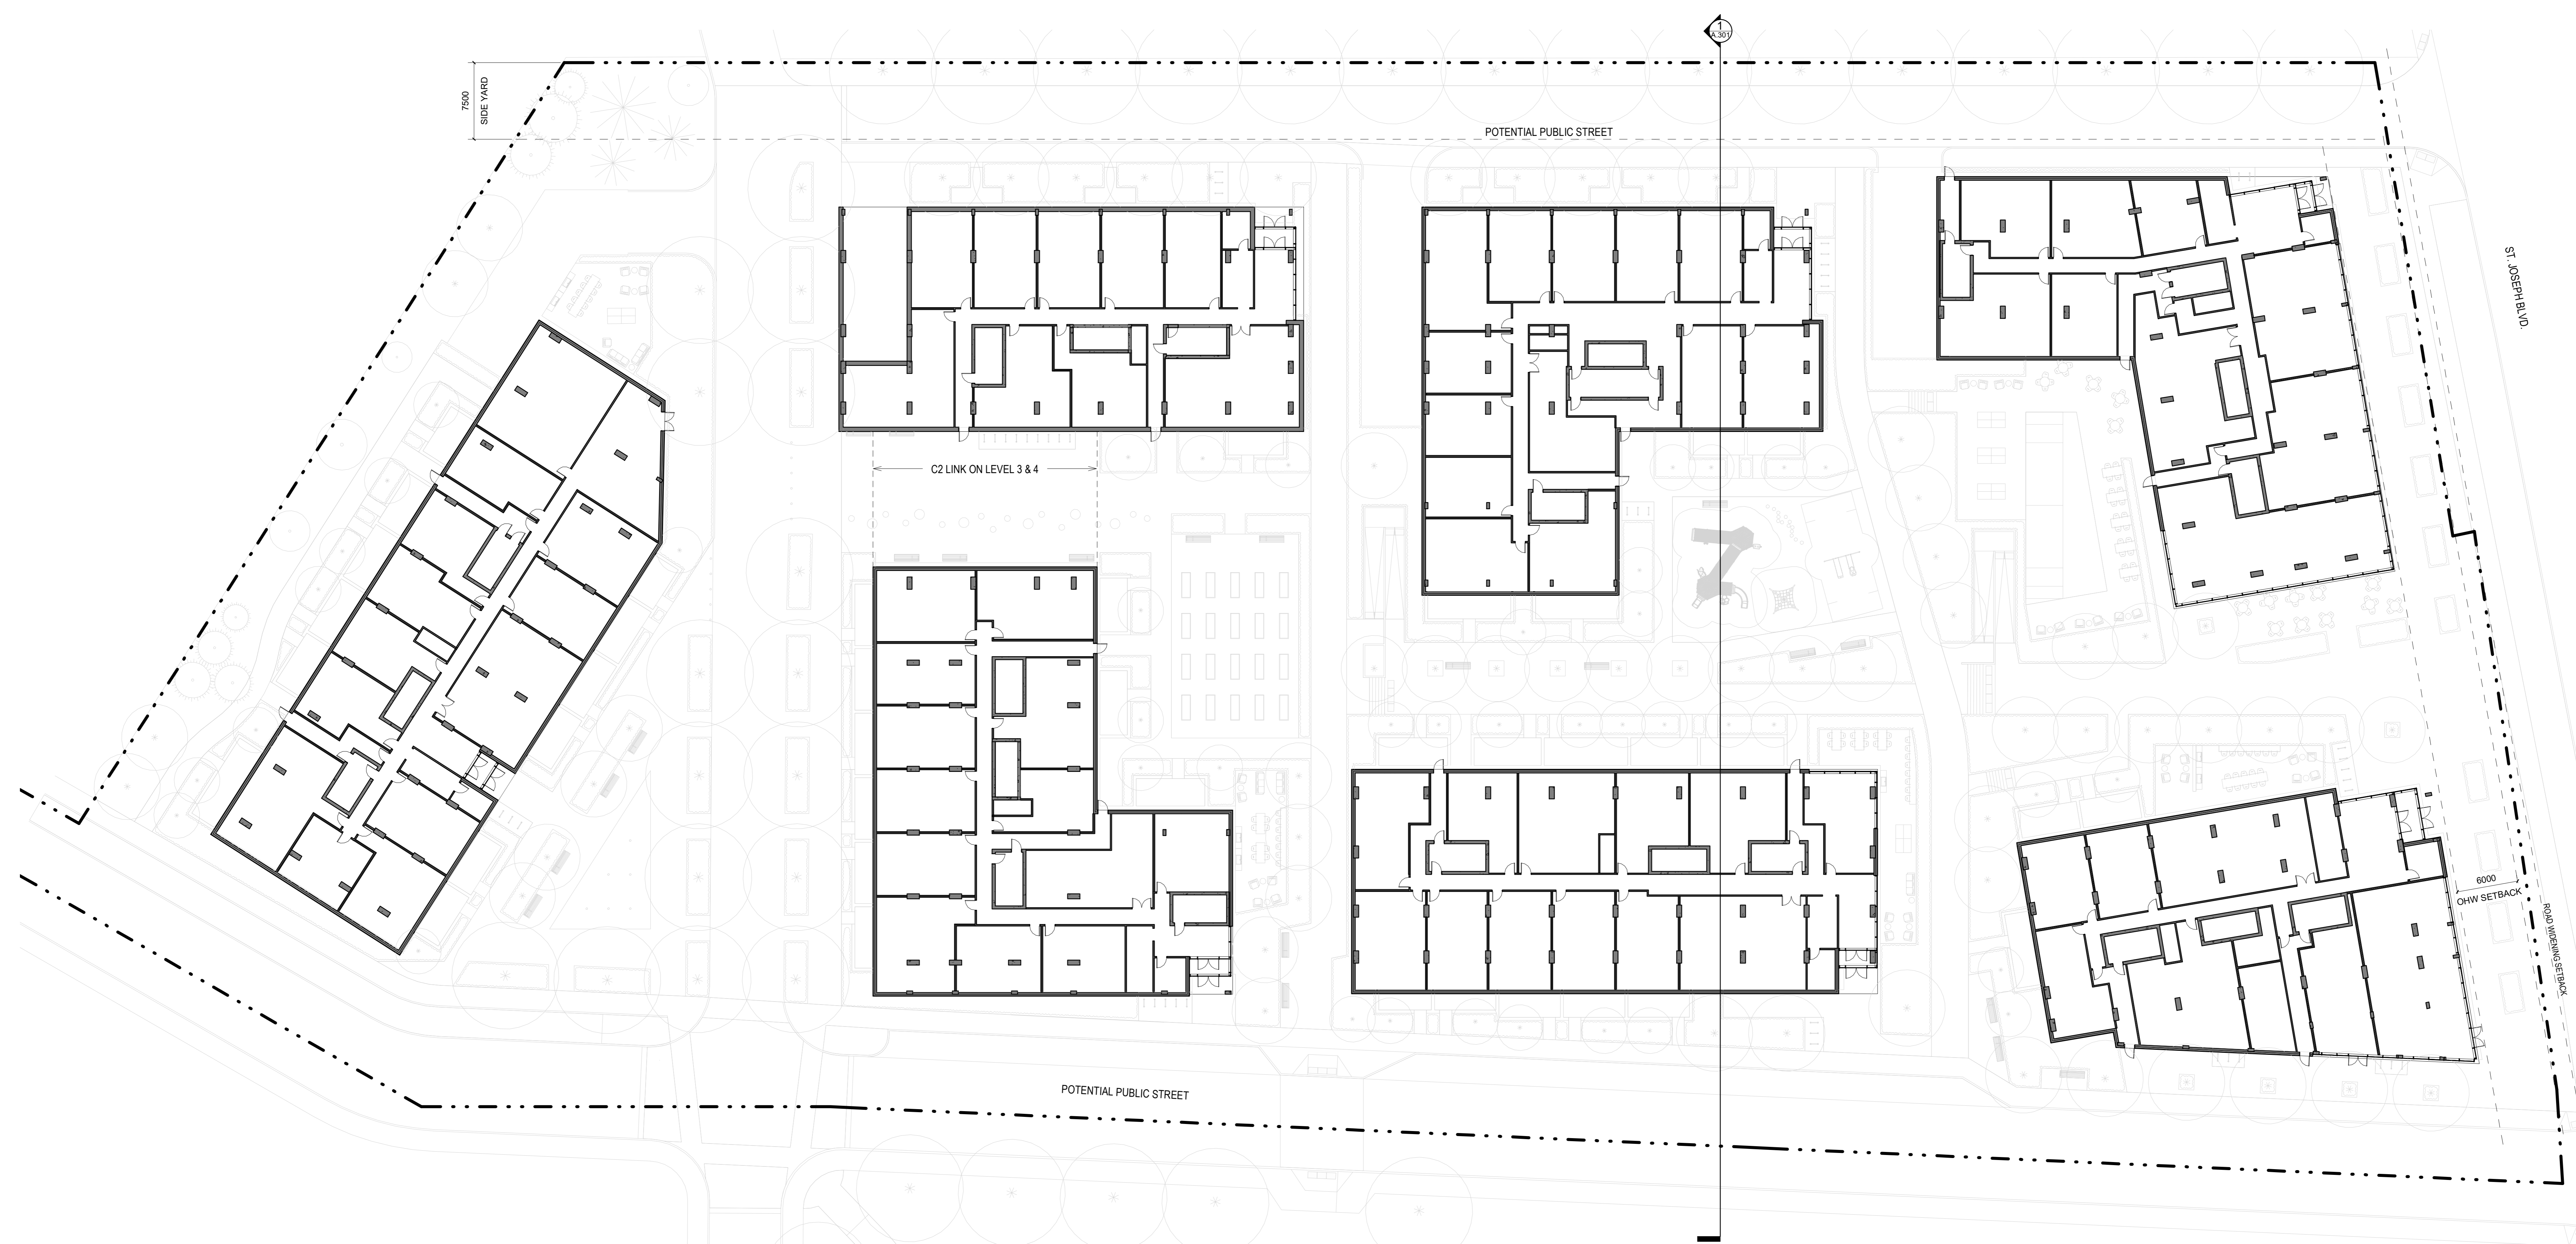 1
A.301
7500
SIDE YARD
POTENTIAL PUBLIC STREET
ST. JOSEPH BLVD.
C2 LINK ON LEVEL 3 & 4
6000
OHW SETBACK
ROAD WIDENING SETBACK
POTENTIAL PUBLIC STREET